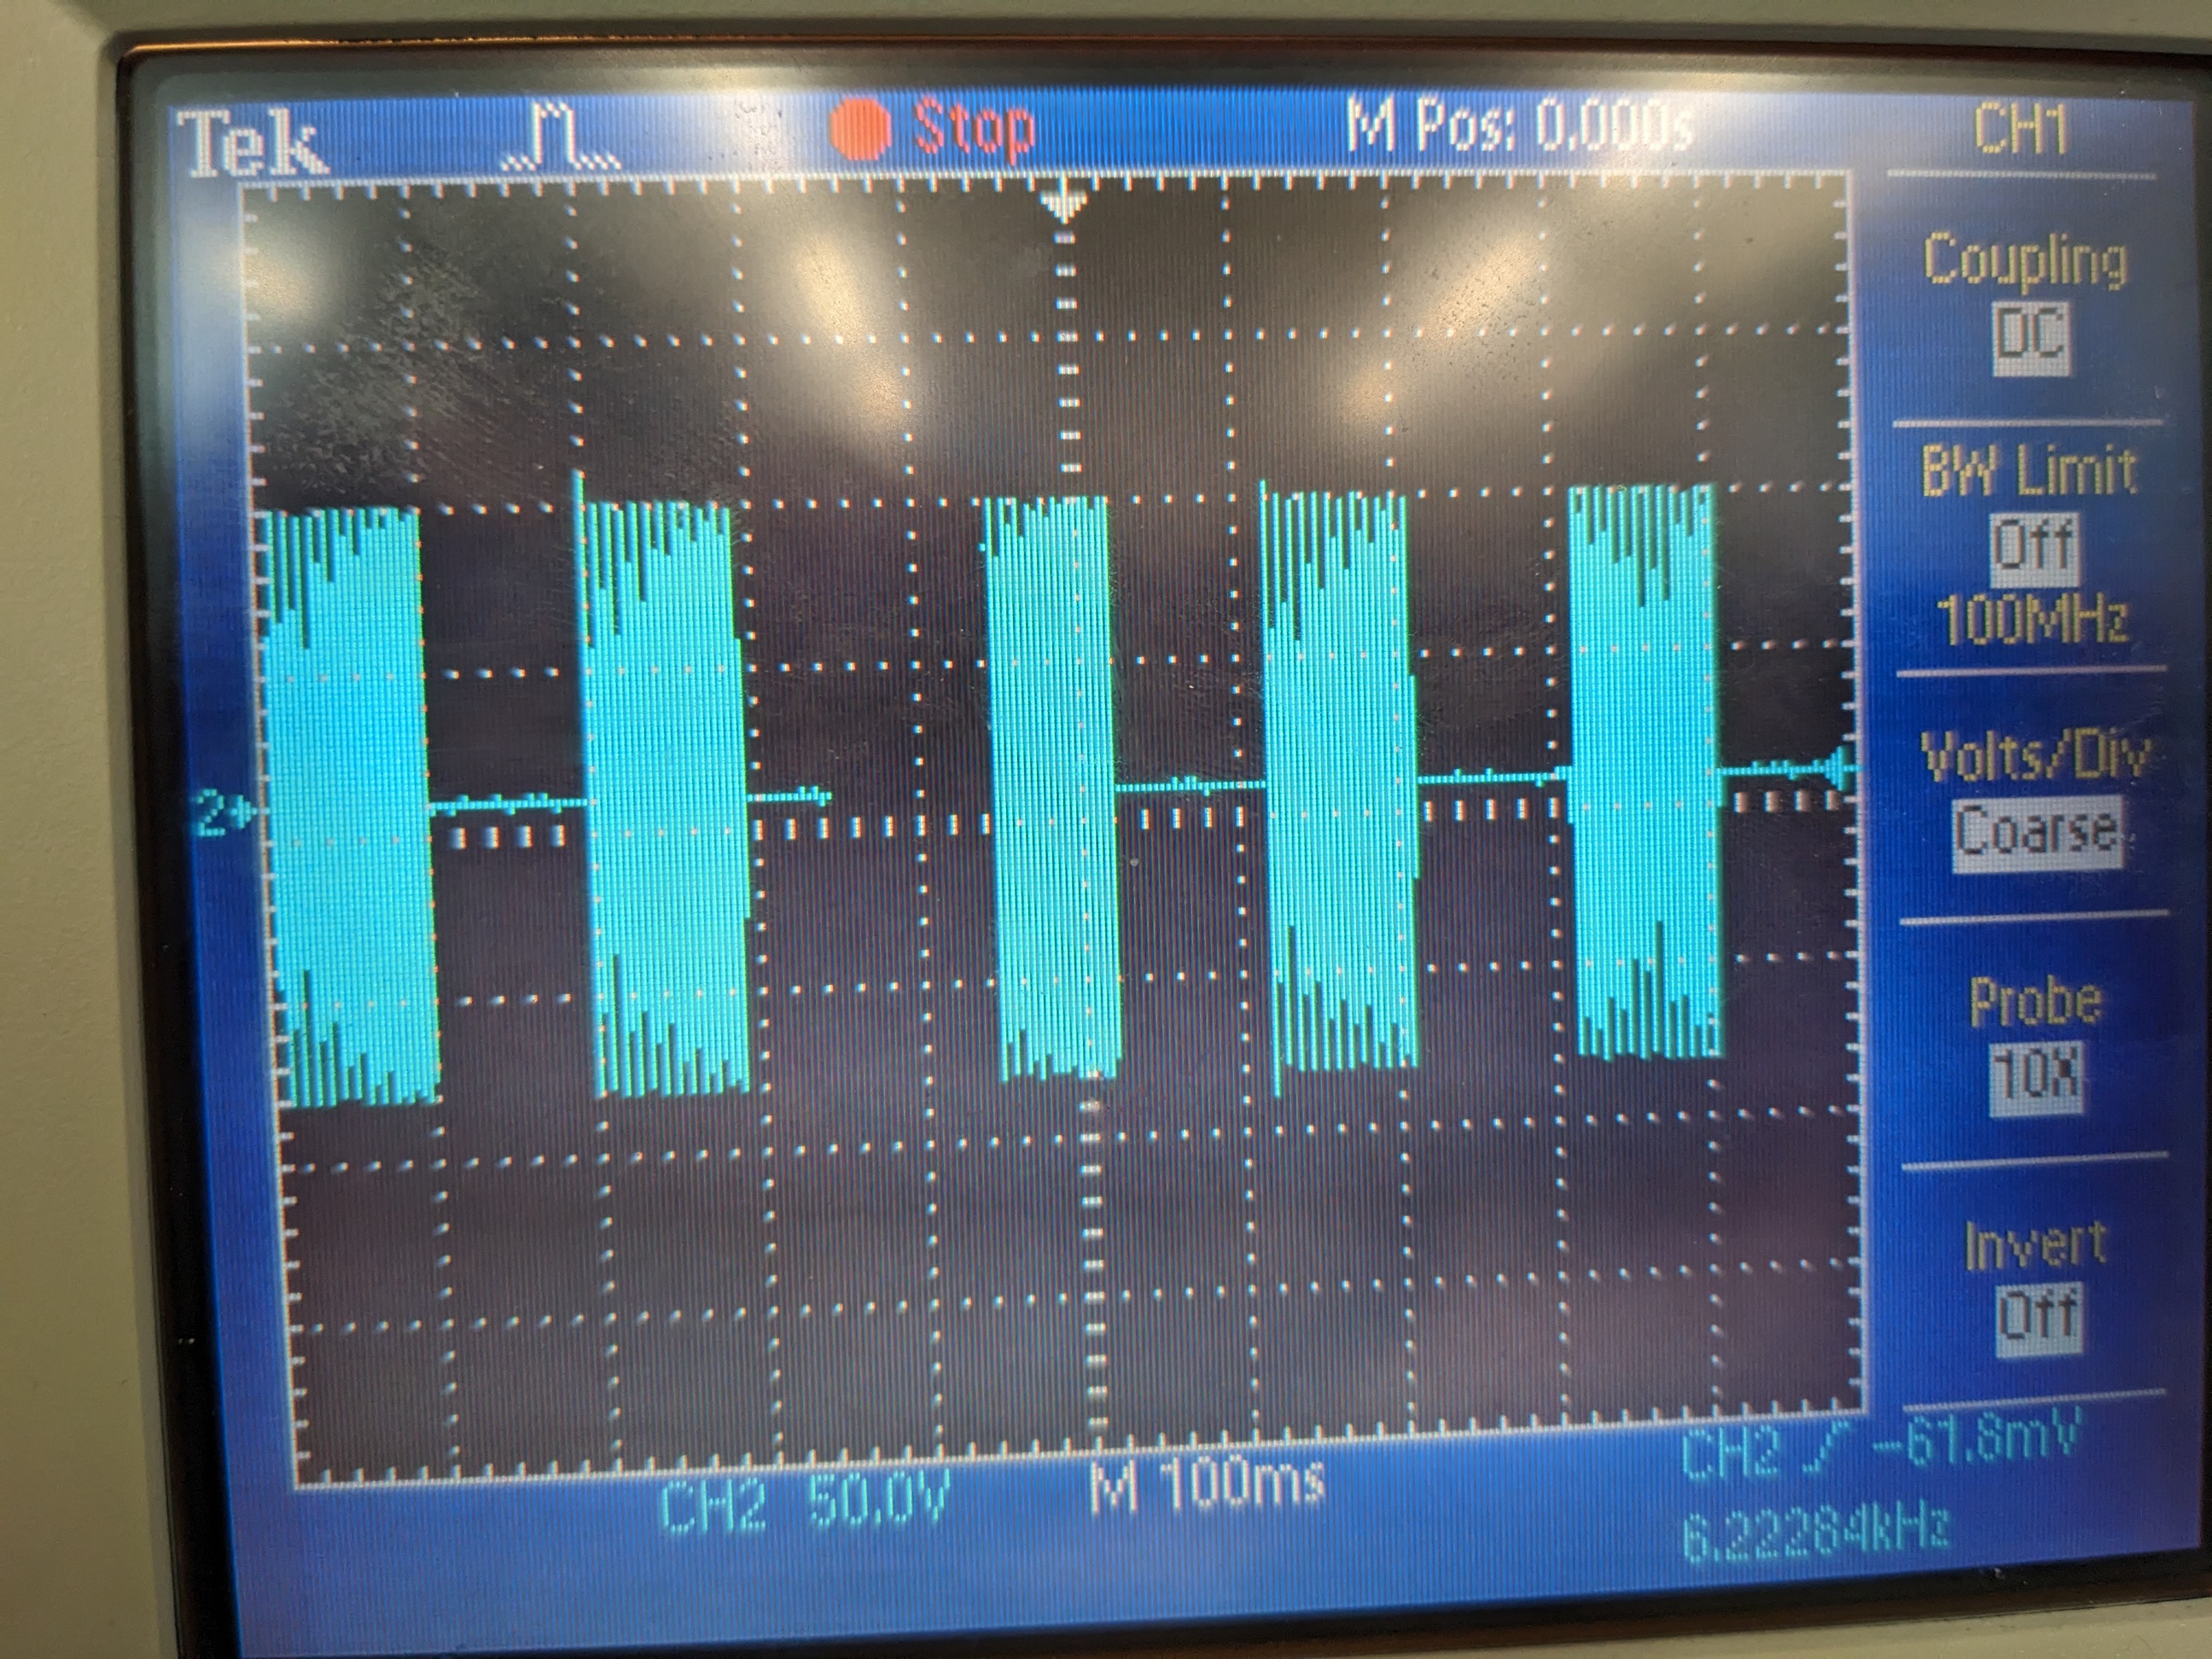 Tek Stop M Pos: 0.000s CH1
Coupling
DC
BW Limit
Off
100MHz
Volts/Div
Coarse
2
Probe
10X
Invert
Off
CH2 50.0V M 100ms CH2 -61.8mV
6.22284kHz